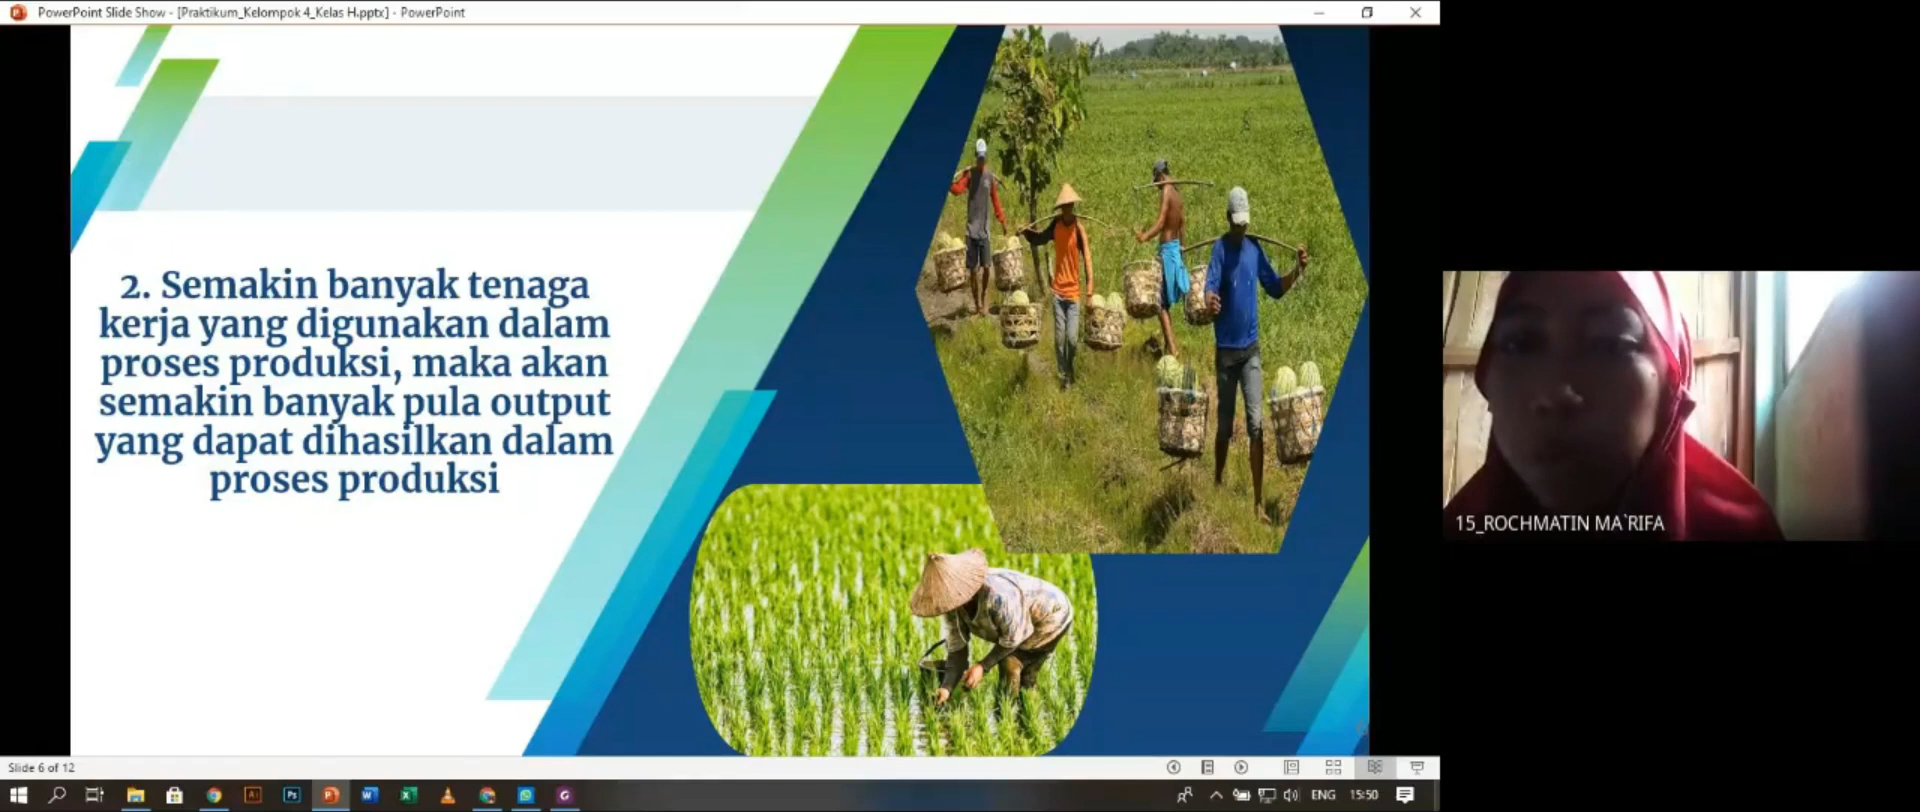 PowerPoint Slide Show - [Praktikum_Kelompok 4_Kelas H.pptx] - PowerPoint
2. Semakin banyak tenaga
kerja yang digunakan dalam
proses produksi, maka akan
semakin banyak pula output
yang dapat dihasilkan dalam
proses produksi
15_ROCHMATIN MA`RIFA
Slide 6 of 12
ENG
15:50